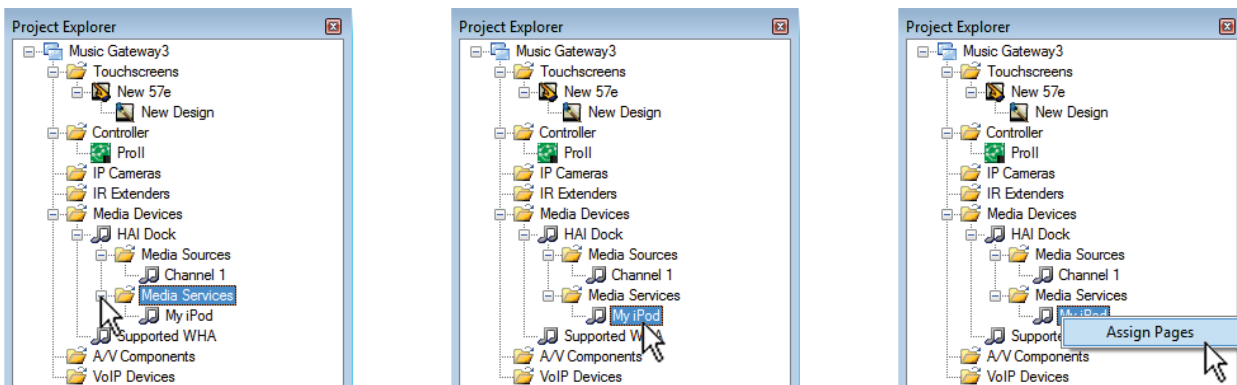 Project Explorer
Music Gateway3
Touchscreens
New 57e
New Design
Controller
ProII
IP Cameras
IR Extenders
Media Devices
HAI Dock
Media Sources
Channel 1
Media Services
My iPod
Supported WHA
A/V Components
VoIP Devices
Project Explorer
Music Gateway3
Touchscreens
New 57e
New Design
Controller
ProII
IP Cameras
IR Extenders
Media Devices
HAI Dock
Media Sources
Channel 1
Media Services
My iPod
Supported WHA
A/V Components
VoIP Devices
Project Explorer
Music Gateway3
Touchscreens
New 57e
New Design
Controller
ProII
IP Cameras
IR Extenders
Media Devices
HAI Dock
Media Sources
Channel 1
Media Services
My iPod
Assign Pages
A/V Components
VoIP Devices